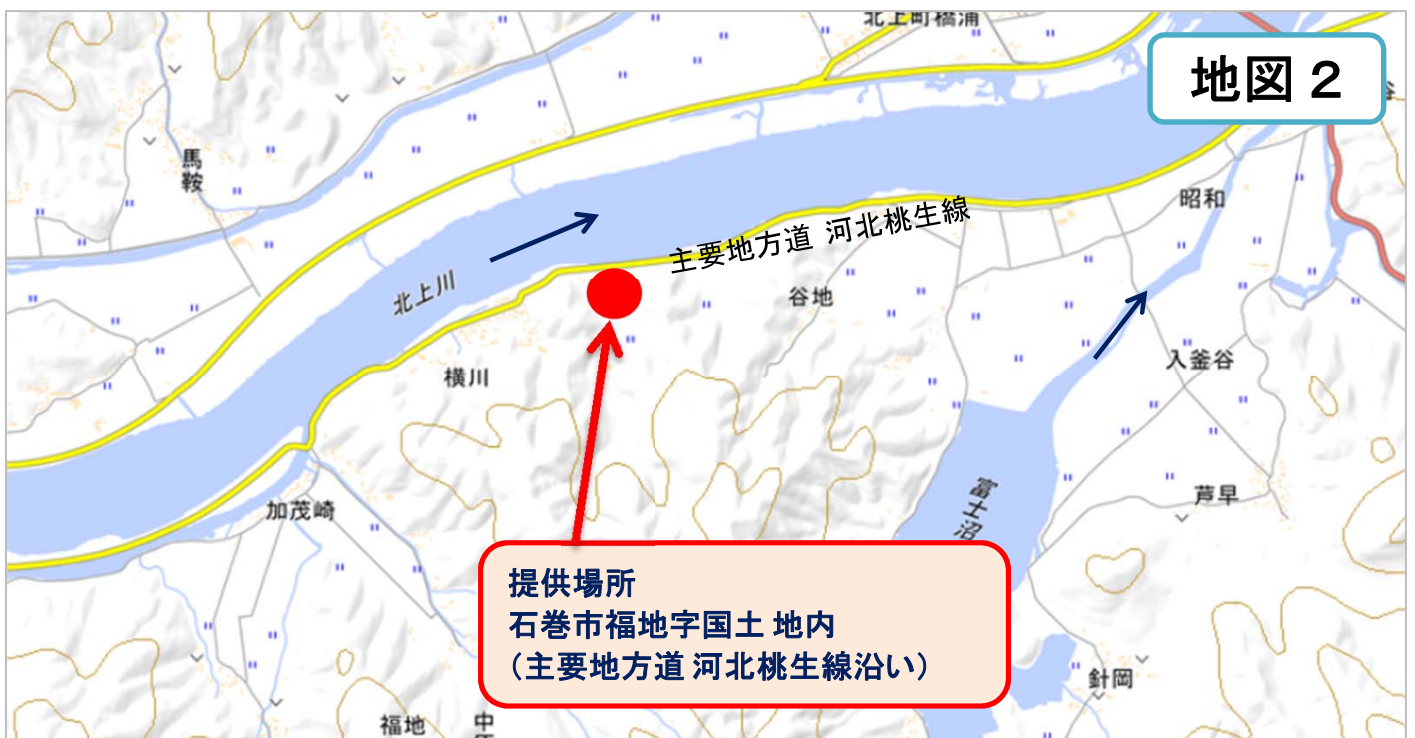 北上町橋浦
地図２
馬鞍
昭和
主要地方道 河北桃生線
北上川
谷地
入釜谷
横川
富士沼
芦早
加茂崎
提供場所
石巻市福地字国土 地内
（主要地方道 河北桃生線沿い）
針岡
福地
中